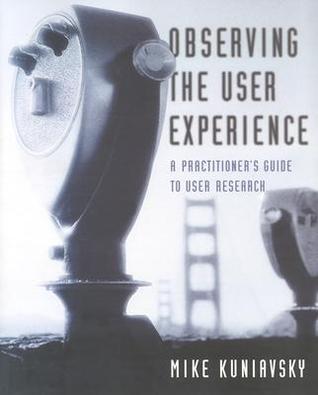 OBSERVING
THE USER
EXPERIENCE
A PRACTITIONER'S GUIDE
TO USER RESEARCH
MIKE KUNIAVSKY